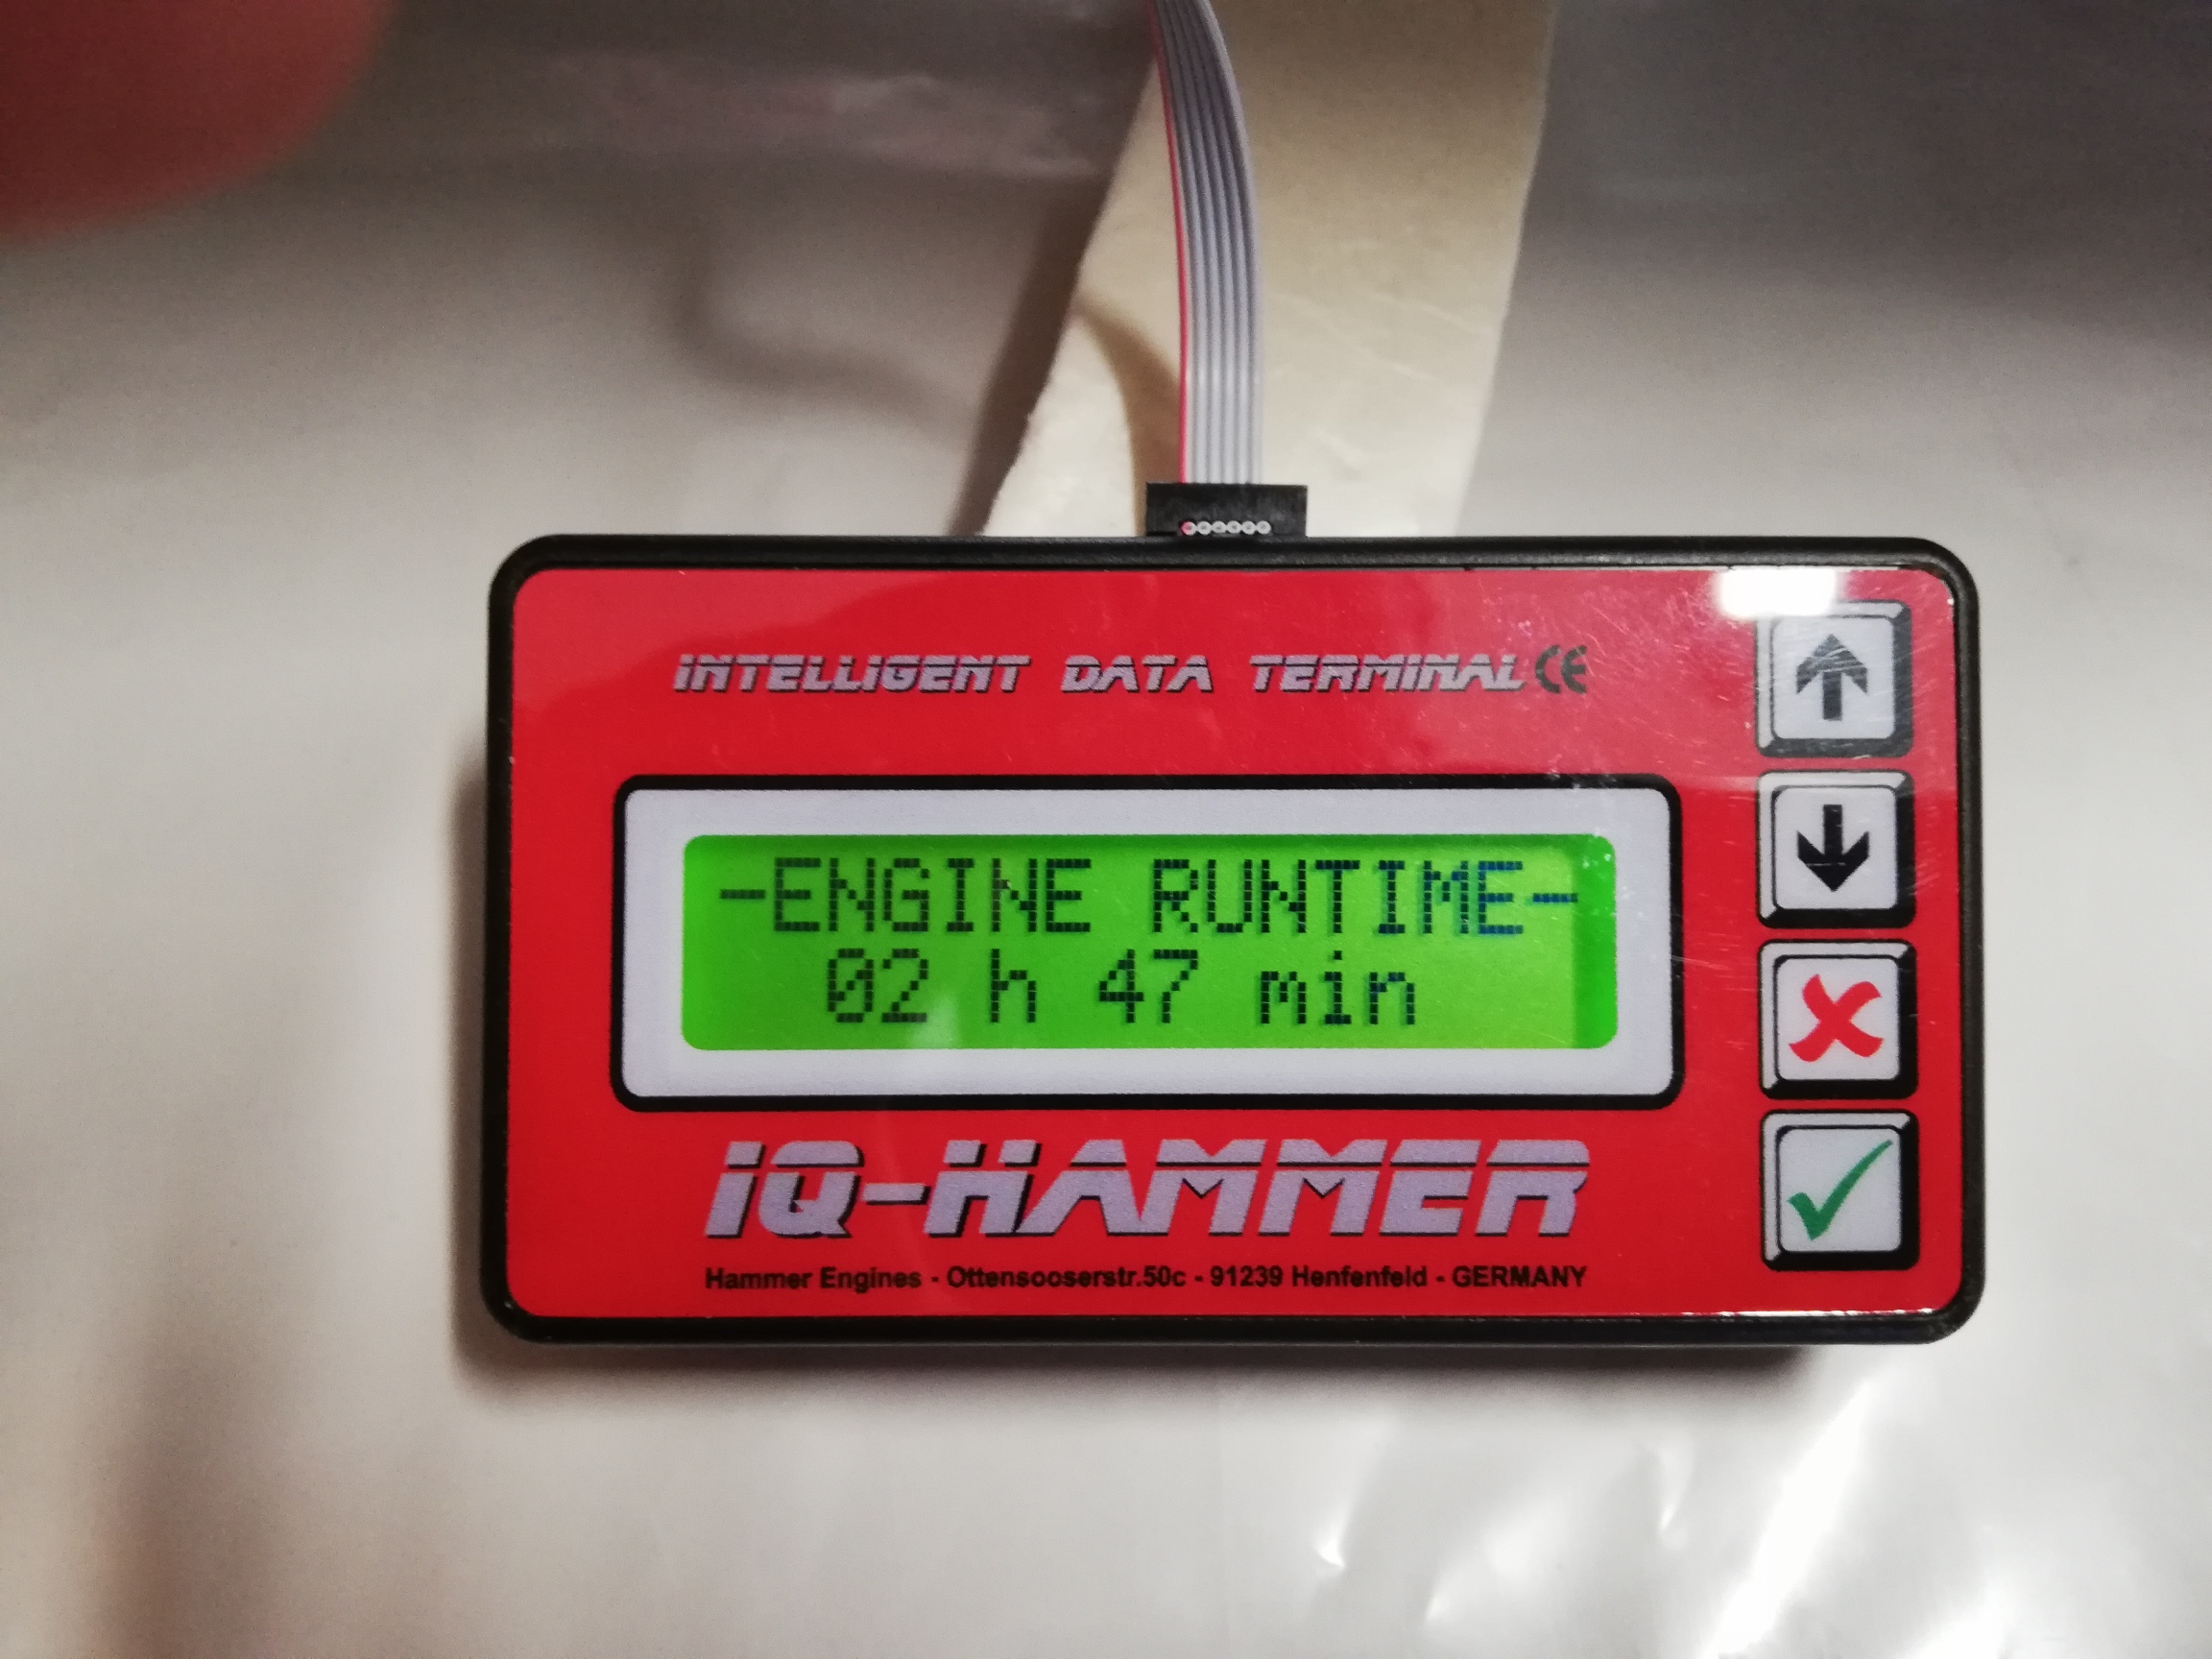 INTELLIGENT DATA TERMINAL CE
-ENGINE RUNTIME-
02 h 47 min
iQ-HAMMER
Hammer Engines - Ottensooserstr.50c - 91239 Henfenfeld - GERMANY